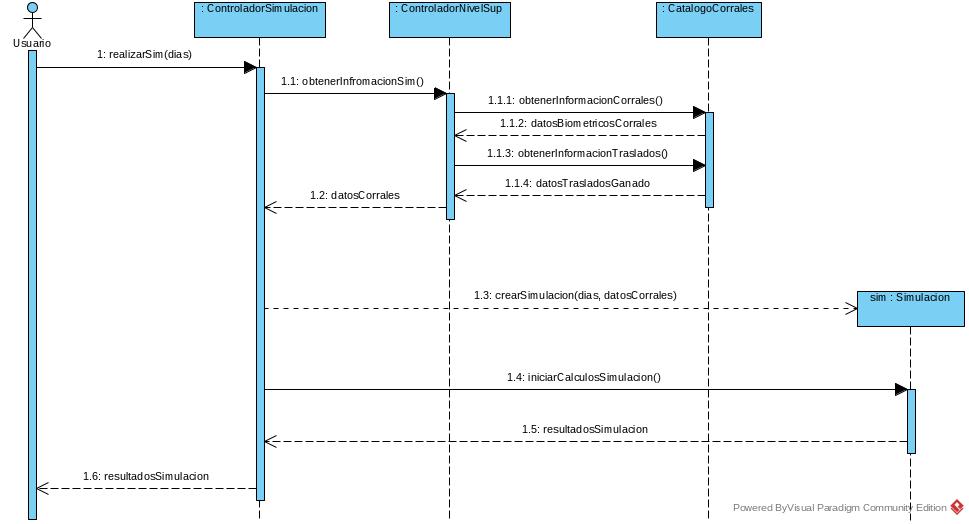 : ControladorSimulacion
: ControladorNivelSup
: CatalogoCorrales
Usuario
1: realizarSim(dias)
1.1: obtenerInfromacionSim()
1.1.1: obtenerInformacionCorrales()
1.1.2: datosBiometricosCorrales
1.1.3: obtenerInformacionTraslados()
1.1.4: datosTrasladosGanado
1.2: datosCorrales
1.3: crearSimulacion(dias, datosCorrales)
sim : Simulacion
1.4: iniciarCalculosSimulacion()
1.5: resultadosSimulacion
1.6: resultadosSimulacion
Powered ByVisual Paradigm Community Edition